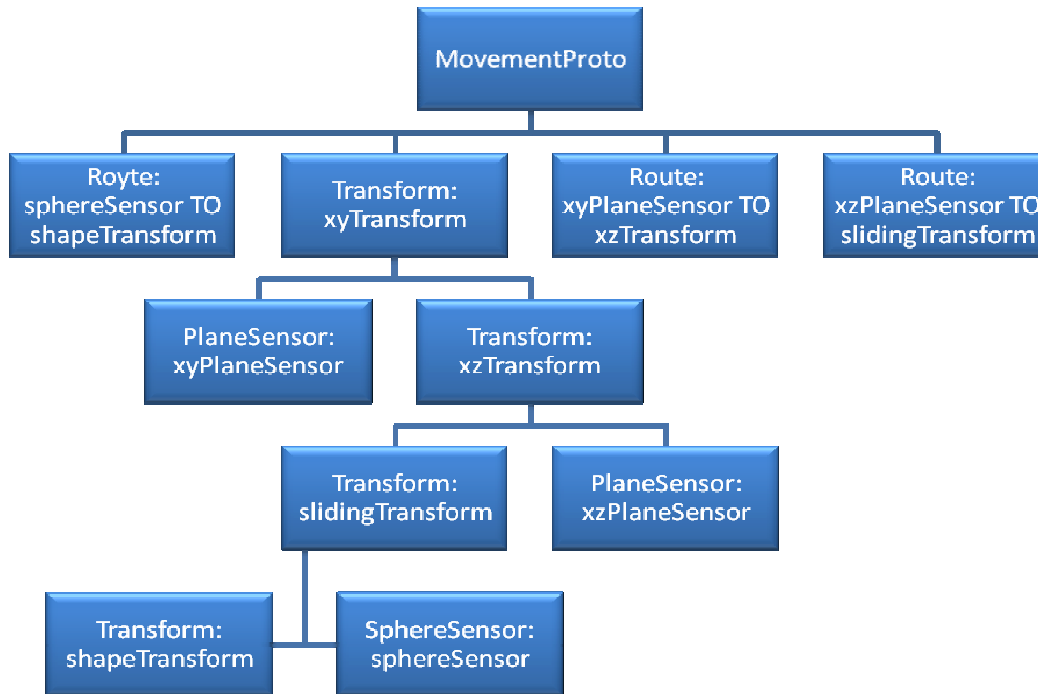 MovementProto
Royte:
sphereSensor TO
shapeTransform
Transform:
xyTransform
Route:
xyPlaneSensor TO
xzTransform
Route:
xzPlaneSensor TO
slidingTransform
PlaneSensor:
xyPlaneSensor
Transform:
xzTransform
Transform:
slidingTransform
PlaneSensor:
xzPlaneSensor
Transform:
shapeTransform
SphereSensor:
sphereSensor